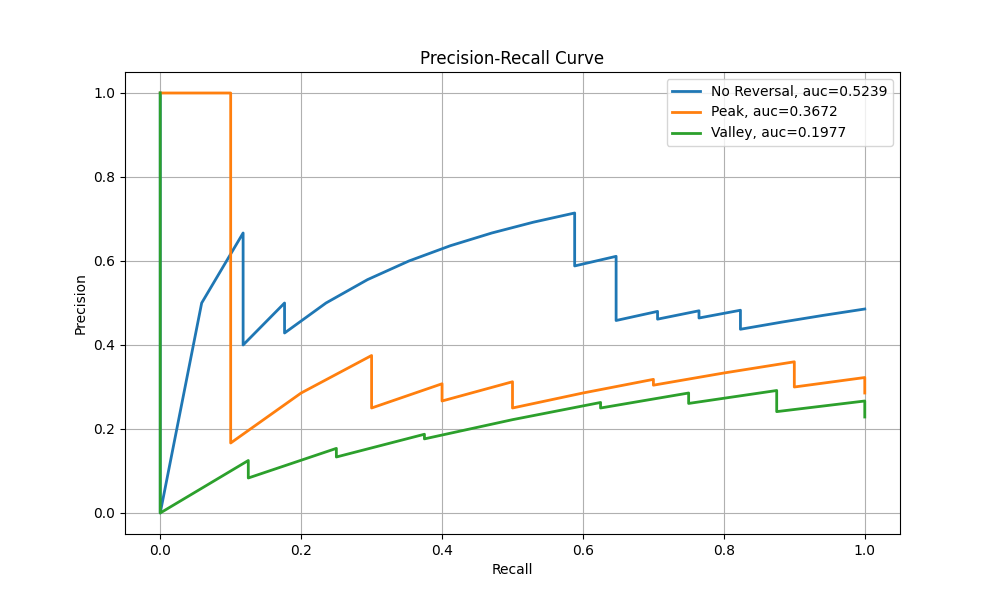 Precision-Recall Curve
No Reversal, auc=0.5239
Peak, auc=0.3672
Valley, auc=0.1977
Precision
1.0
0.8
0.6
0.4
0.2
0.0
0.0 0.2 0.4 0.6 0.8 1.0
Recall